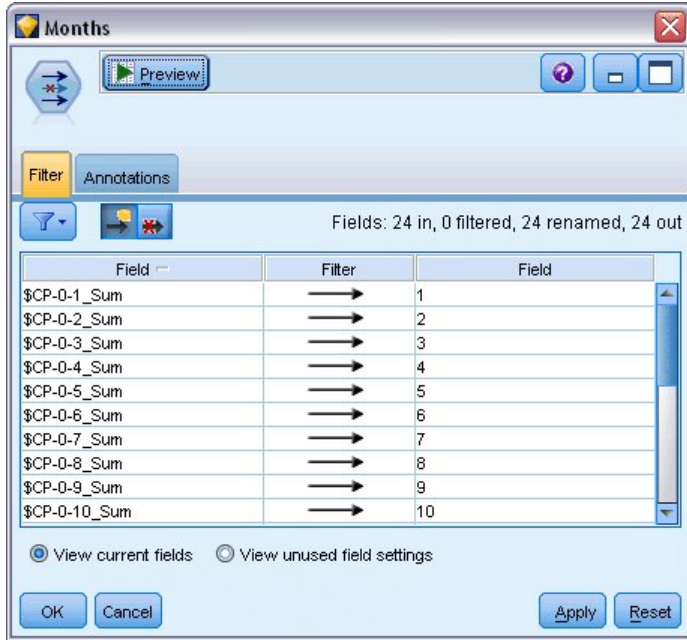 Months
Preview
Filter Annotations
Fields: 24 in, 0 filtered, 24 renamed, 24 out
Field Filter Field
$CP-0-1_Sum 1
$CP-0-2_Sum 2
$CP-0-3_Sum 3
$CP-0-4_Sum 4
$CP-0-5_Sum 5
$CP-0-6_Sum 6
$CP-0-7_Sum 7
$CP-0-8_Sum 8
$CP-0-9_Sum 9
$CP-0-10_Sum 10
View current fields View unused field settings
OK Cancel Apply Reset